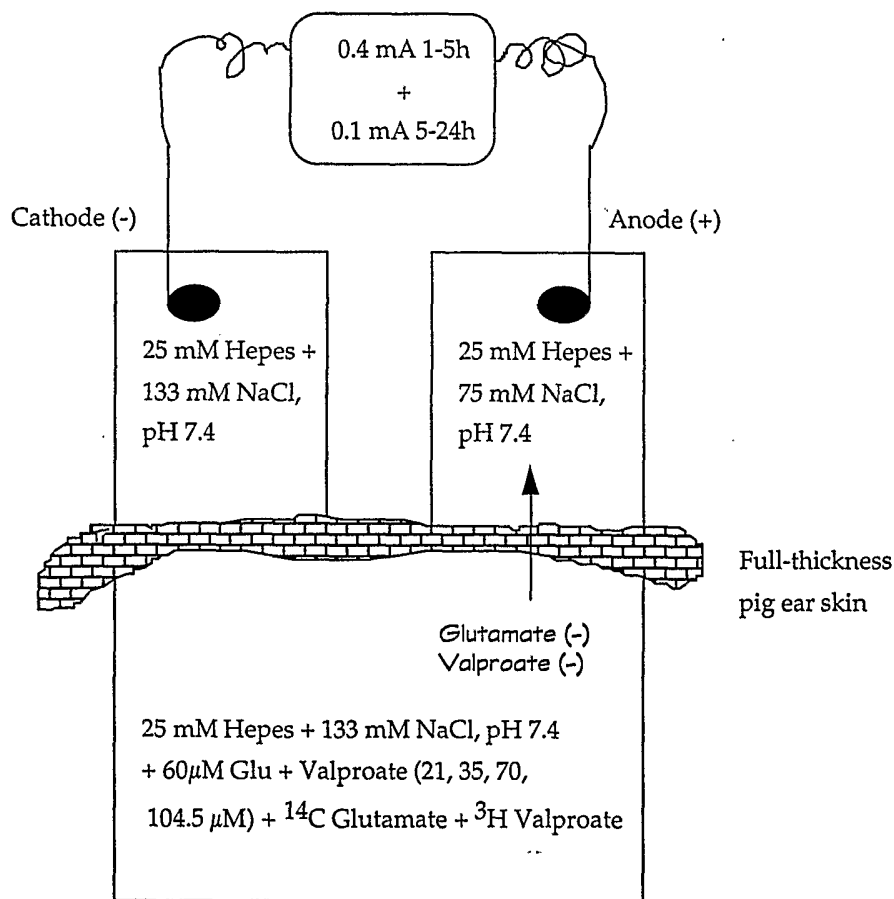 0.4 mA 1-5h
+
0.1 mA 5-24h
Cathode (-)
Anode (+)
25 mM Hepes +
133 mM NaCl,
pH 7.4
25 mM Hepes +
75 mM NaCl,
pH 7.4
Full-thickness
pig ear skin
Glutamate (-)
Valproate (-)
25 mM Hepes + 133 mM NaCl, pH 7.4
+ 60μM Glu + Valproate (21, 35, 70,
104.5 μM) + ¹⁴C Glutamate + ³H Valproate